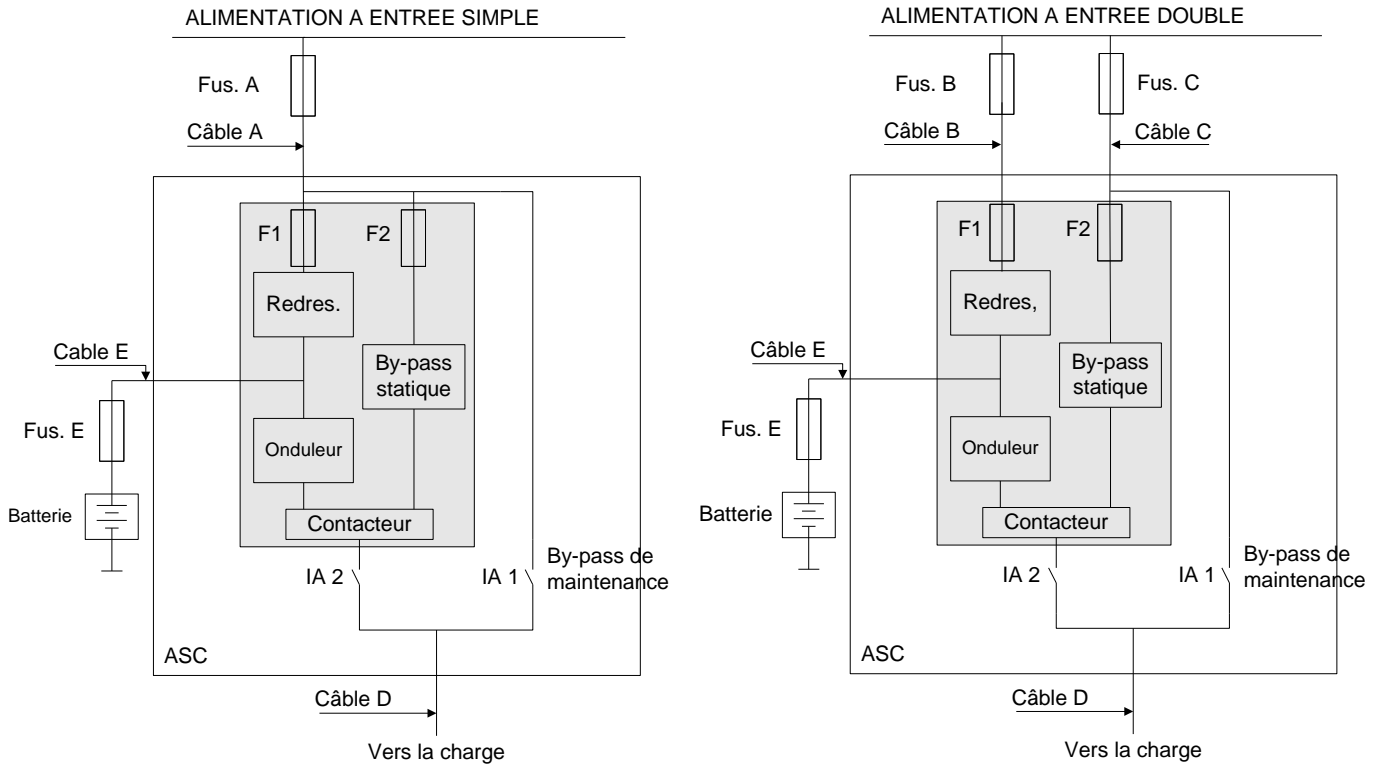 ALIMENTATION A ENTREE SIMPLE
Fus. A
Câble A
F1
F2
Redres.
Cable E
By-pass
statique
Fus. E
Onduleur
Batterie
Contacteur
IA 2
IA 1
By-pass de
maintenance
ASC
Câble D
Vers la charge
ALIMENTATION A ENTREE DOUBLE
Fus. B
Fus. C
Câble B
Câble C
F1
F2
Redres,
Câble E
By-pass
statique
Fus. E
Onduleur
Batterie
Contacteur
IA 2
IA 1
By-pass de
maintenance
ASC
Câble D
Vers la charge